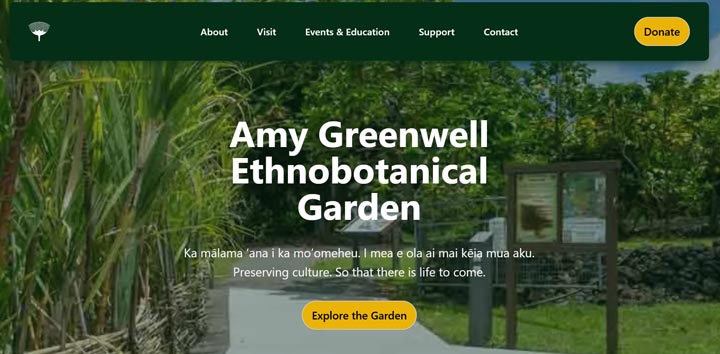 About
Visit
Events & Education
Support
Contact
Donate
Amy Greenwell
Ethnobotanical
Garden
Ka mālama ʻana i ka moʻomeheu. I mea e ola ai mai kēia mua aku.
Preserving culture. So that there is life to come.
Explore the Garden